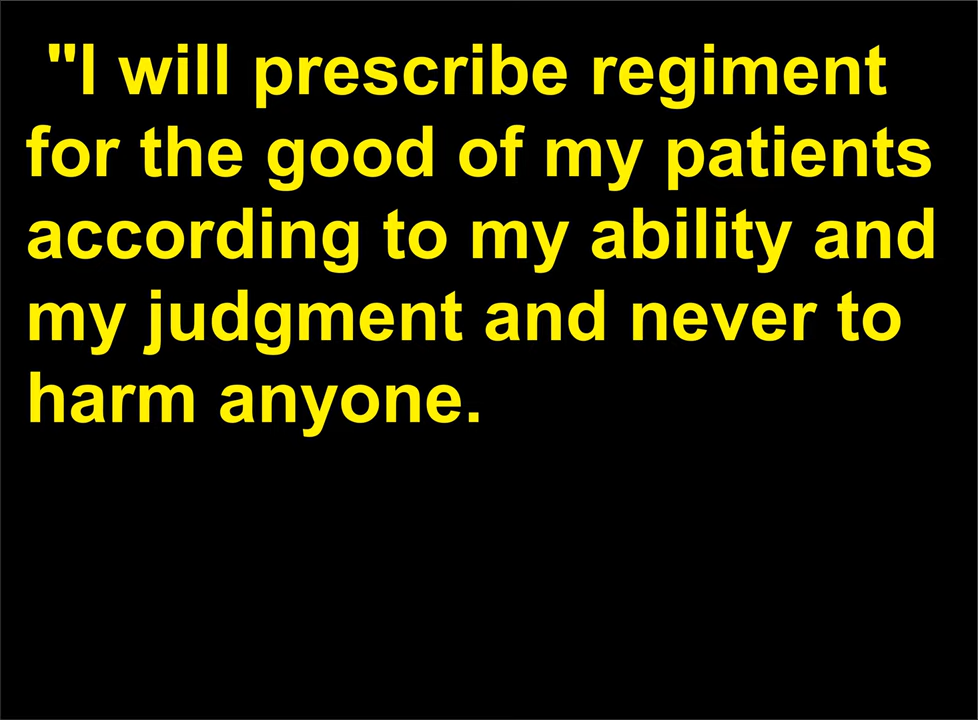 "I will prescribe regiment
for the good of my patients
according to my ability and
my judgment and never to
harm anyone.